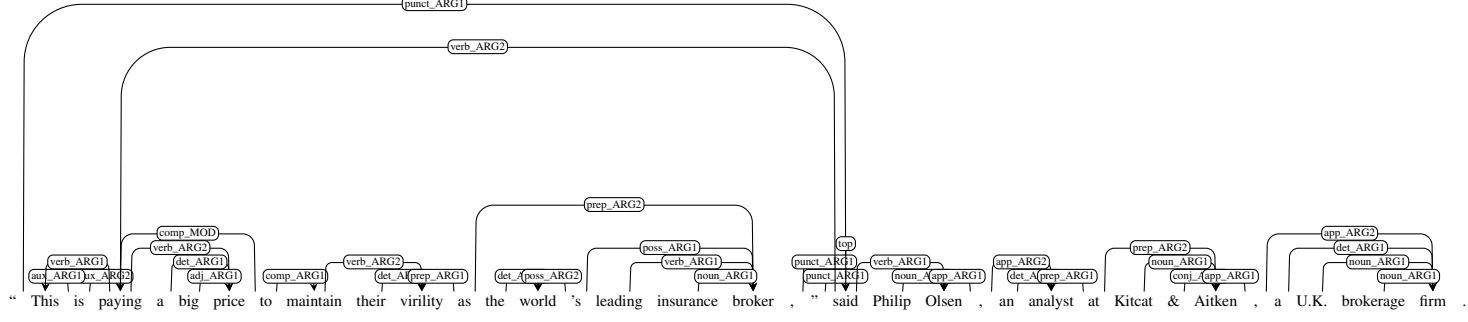 punct_ARG1
verb_ARG2
prep_ARG2
top
comp_MOD app_ARG2
verb_ARG2 poss_ARG1 prep_ARG2 det_ARG1
verb_ARG1 det_ARG1 verb_ARG2 verb_ARG1 punct_ARG1 verb_ARG1 app_ARG2 noun_ARG1 noun_ARG1
aux_ARG1 ux_ARG2 adj_ARG1 comp_ARG1 prep_ARG1 poss_ARG2 noun_ARG1 punct_ARG1 app_ARG1 prep_ARG1 app_ARG1 noun_ARG1
“ This is paying a big price to maintain their virility as the world 's leading insurance broker , ” said Philip Olsen , an analyst at Kitcat & Aitken , a U.K. brokerage firm .